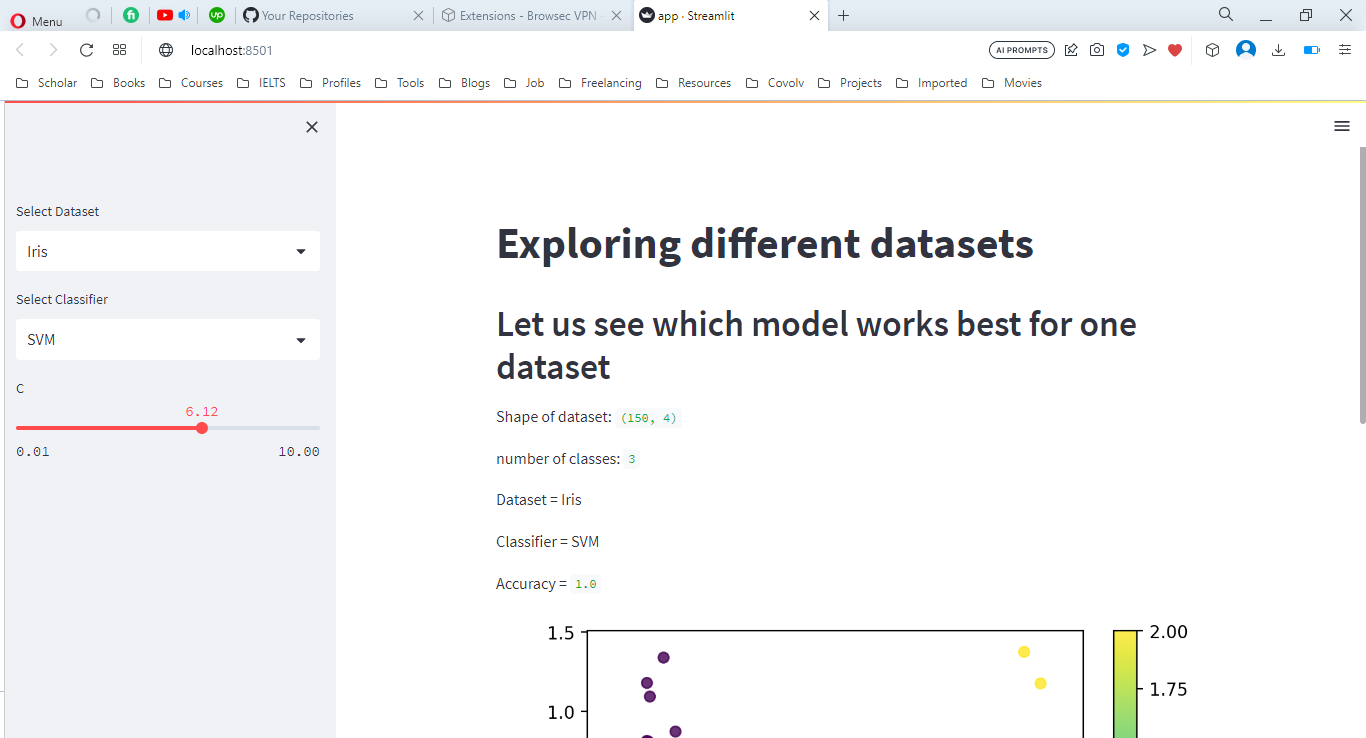 Menu
Your Repositories
Extensions - Browsec VPN -
app · Streamlit
localhost:8501
AI PROMPTS
Scholar
Books
Courses
IELTS
Profiles
Tools
Blogs
Job
Freelancing
Resources
Covolv
Projects
Imported
Movies
Select Dataset
Iris
Select Classifier
SVM
C
6.12
0.01
10.00
Exploring different datasets
Let us see which model works best for one
dataset
Shape of dataset: (150, 4)
number of classes: 3
Dataset = Iris
Classifier = SVM
Accuracy = 1.0
1.5
1.0
2.00
1.75